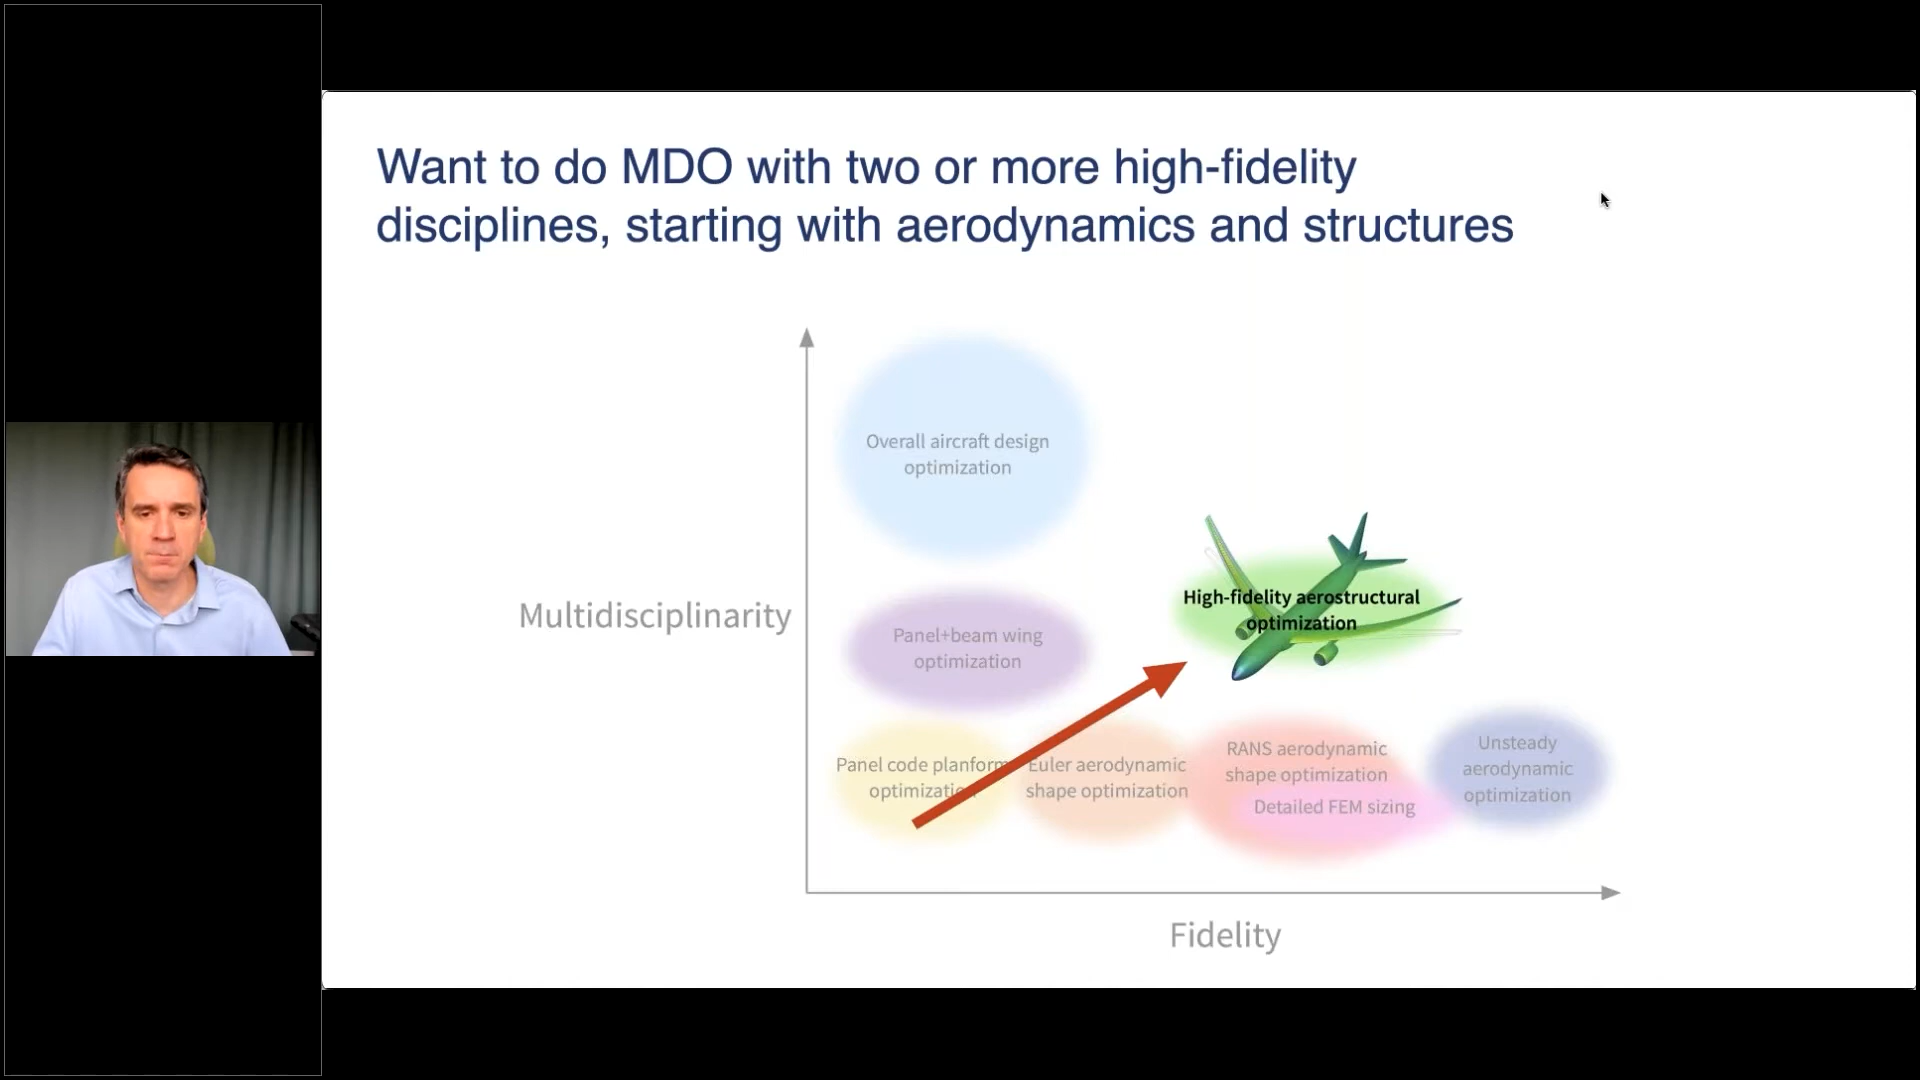 Want to do MDO with two or more high-fidelity
disciplines, starting with aerodynamics and structures
Multidisciplinarity
Overall aircraft design
optimization
High-fidelity aerostructural
optimization
Panel+beam wing
optimization
Panel code planform
optimization
Euler aerodynamic
shape optimization
RANS aerodynamic
shape optimization
Detailed FEM sizing
Unsteady
aerodynamic
optimization
Fidelity